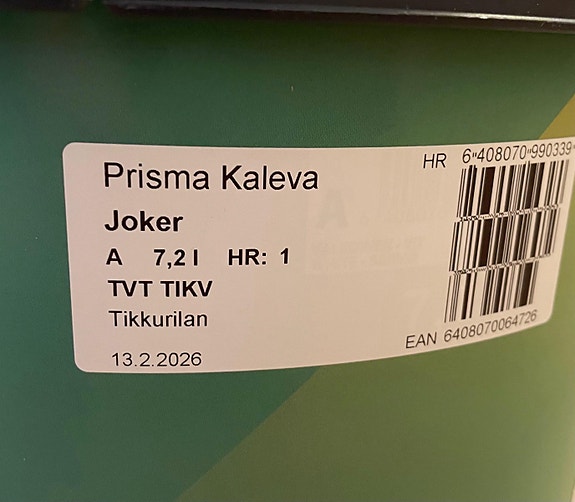 Prisma Kaleva
Joker
A 7,2 l HR: 1
TVT TIKV
Tikkurilan
13.2.2026
HR 6"408070"990339"
EAN 6408070064726